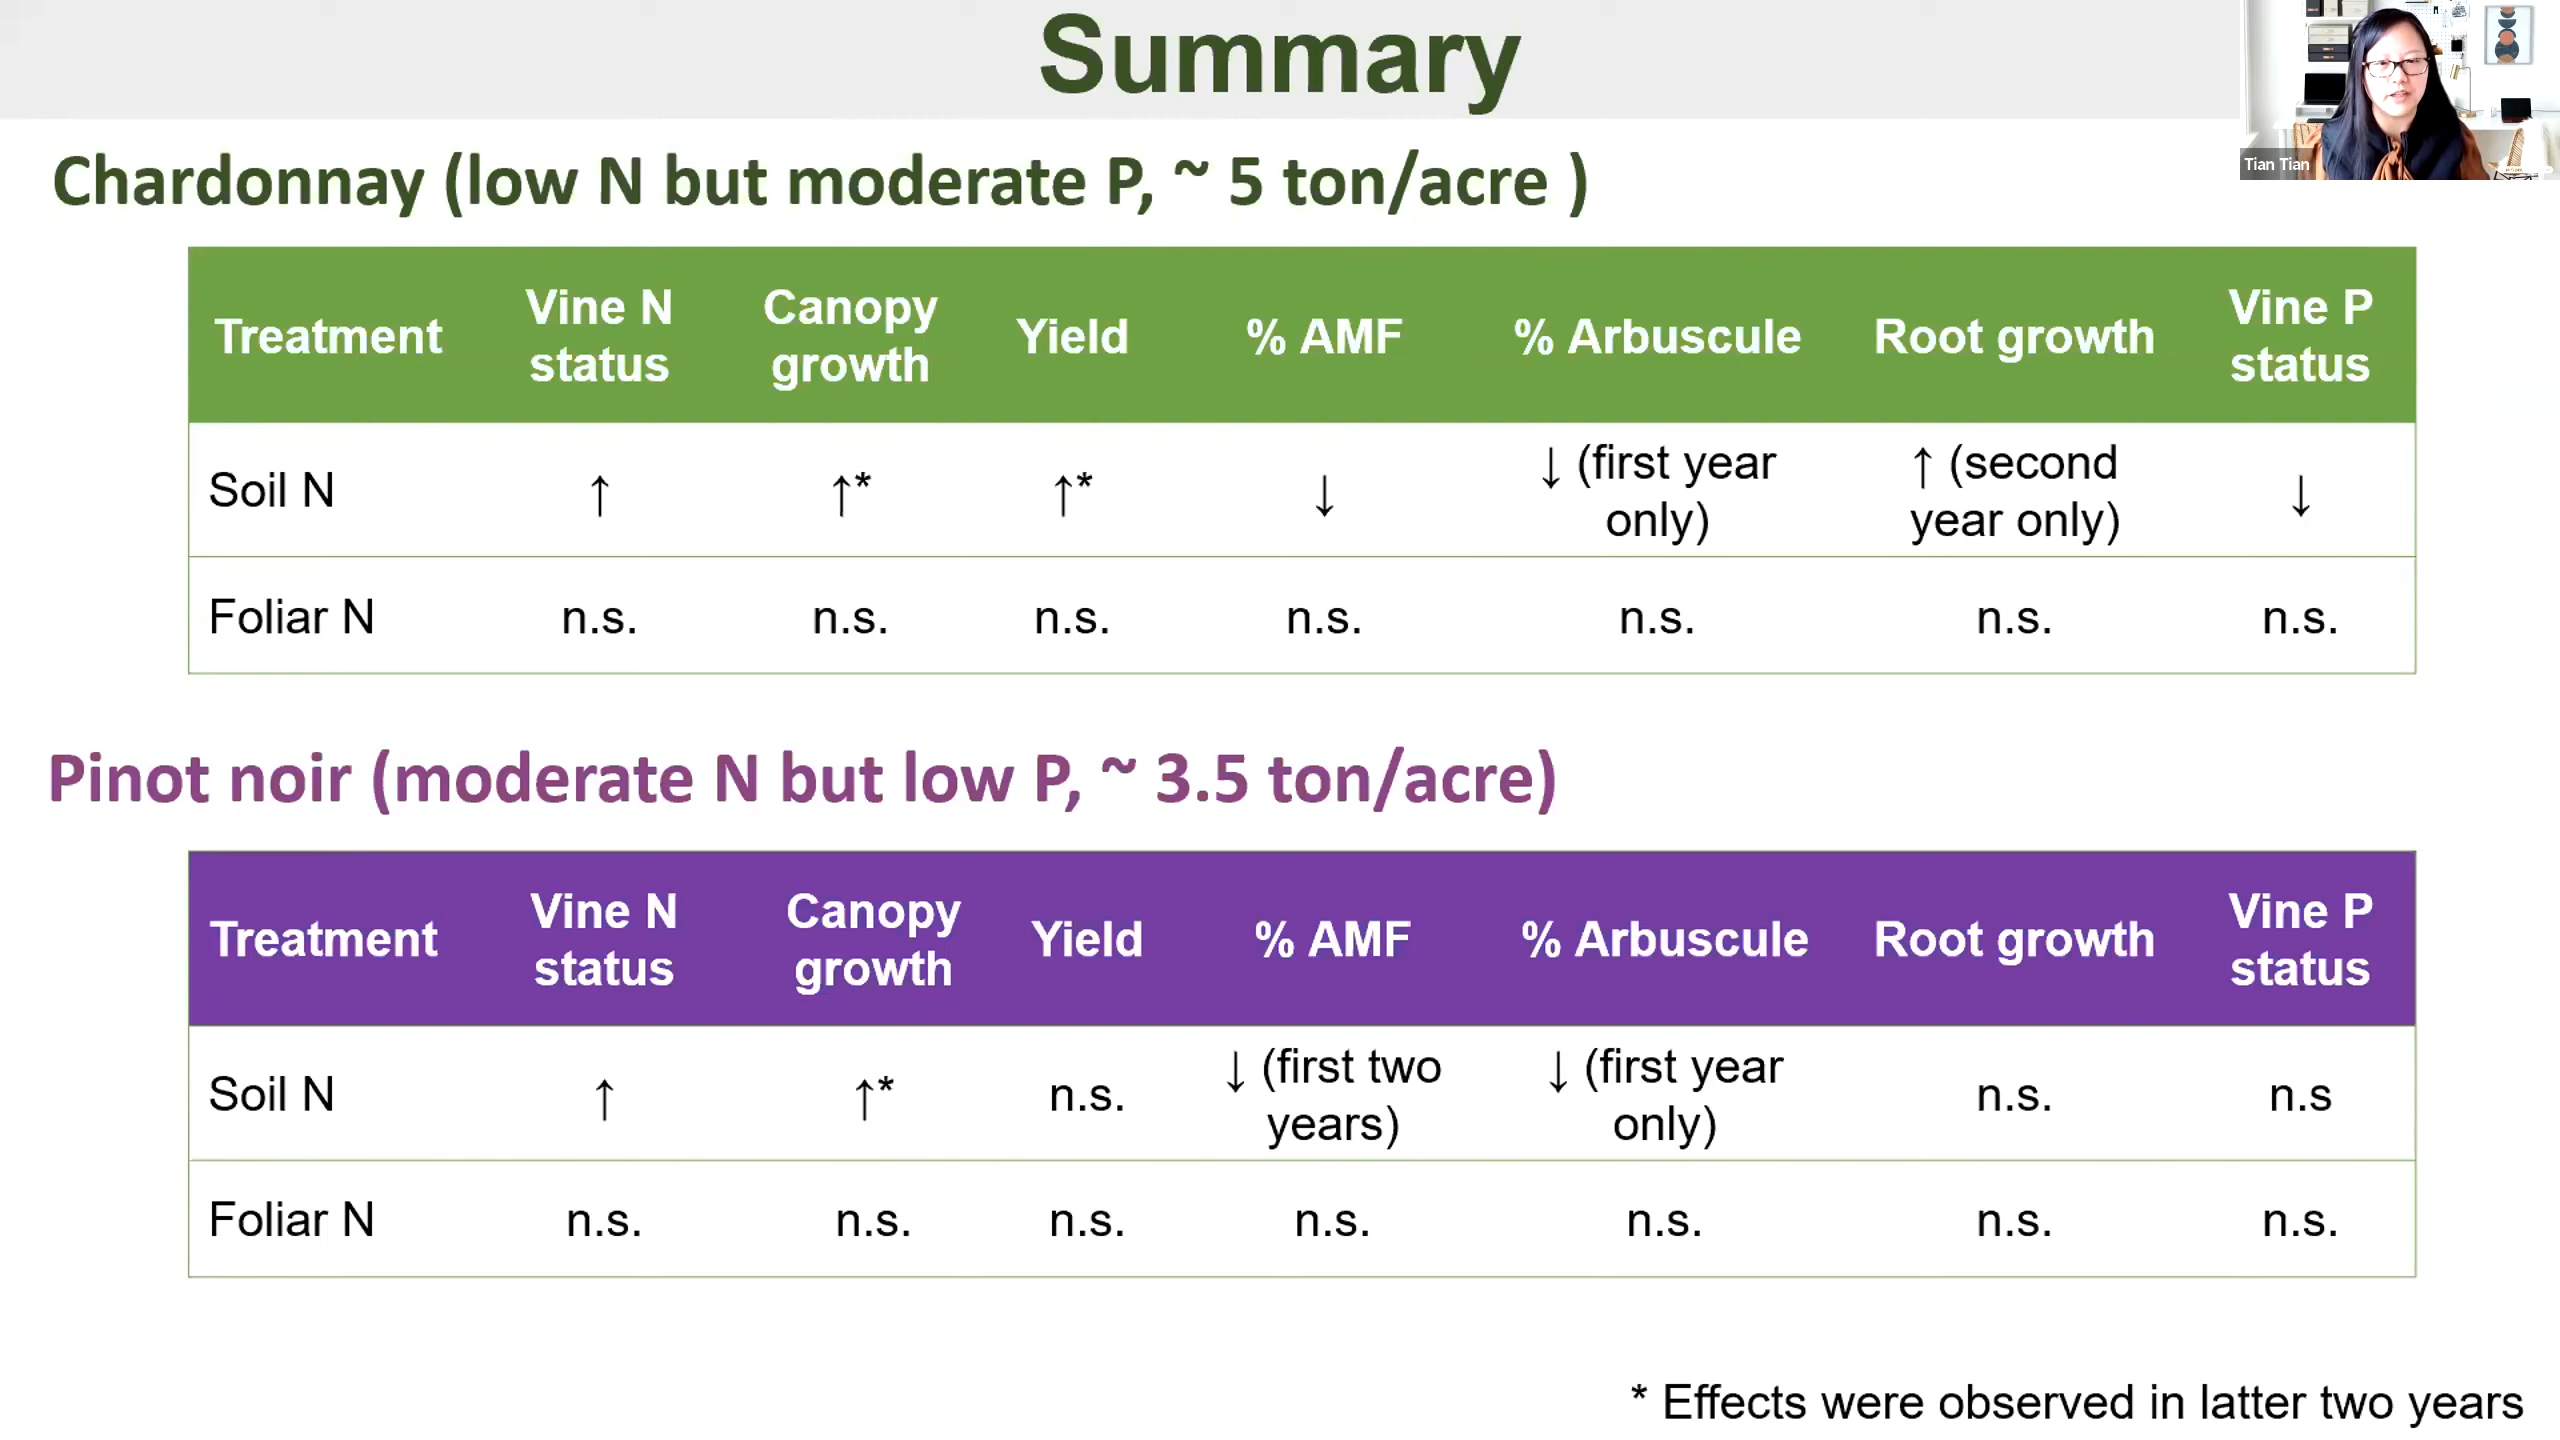 Summary
Tian Tian
Chardonnay (low N but moderate P, ~ 5 ton/acre )
Treatment Vine N status Canopy growth Yield % AMF % Arbuscule Root growth Vine P status
Soil N ↑ ↑* ↑* ↓ ↓ (first year only) ↑ (second year only) ↓
Foliar N n.s. n.s. n.s. n.s. n.s. n.s. n.s.
Pinot noir (moderate N but low P, ~ 3.5 ton/acre)
Treatment Vine N status Canopy growth Yield % AMF % Arbuscule Root growth Vine P status
Soil N ↑ ↑* n.s. ↓ (first two years) ↓ (first year only) n.s. n.s
Foliar N n.s. n.s. n.s. n.s. n.s. n.s. n.s.
* Effects were observed in latter two years